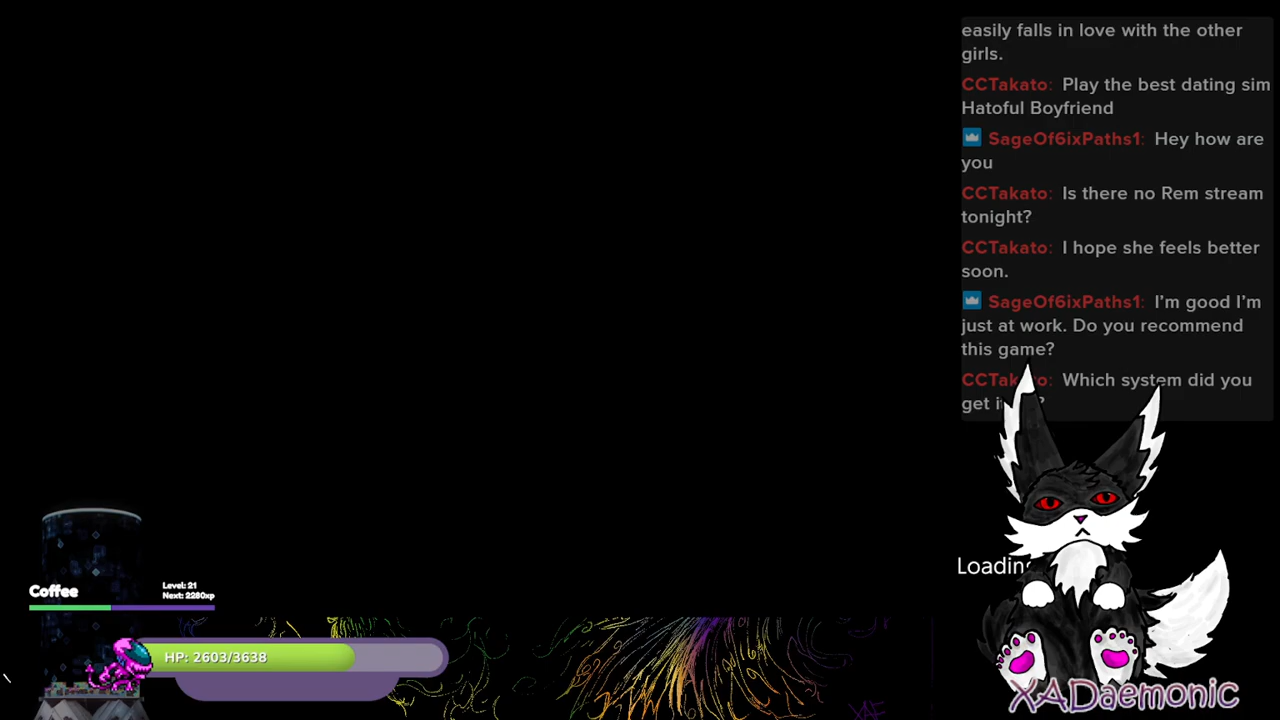 easily falls in love with the other
girls.
CCTakato: Play the best dating sim
Hatoful Boyfriend
SageOf6ixPaths1: Hey how are
you
CCTakato: Is there no Rem stream
tonight?
CCTakato: I hope she feels better
soon.
SageOf6ixPaths1: I'm good I'm
just at work. Do you recommend
this game?
Which system did you
get
Coffee
Level: 21
Next: 2280xp
HP: 2603/3638
XADaemonic